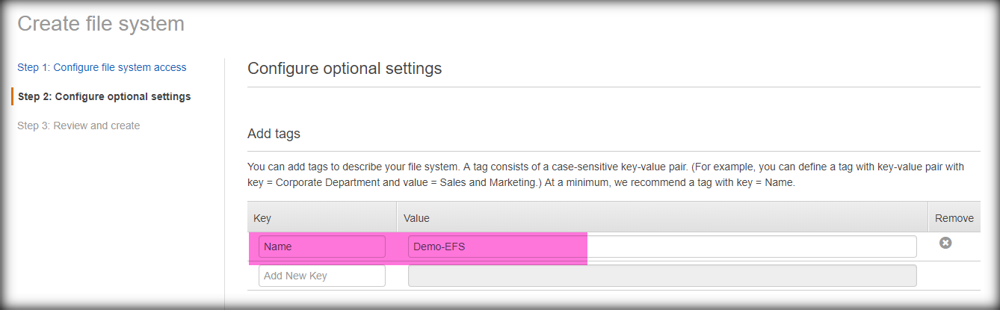 Create file system
Step 1: Configure file system access
Step 2: Configure optional settings
Step 3: Review and create
Configure optional settings
Add tags
You can add tags to describe your file system. A tag consists of a case-sensitive key-value pair. (For example, you can define a tag with key-value pair with
key = Corporate Department and value = Sales and Marketing.) At a minimum, we recommend a tag with key = Name.
Key Value Remove
Name Demo-EFS
Add New Key